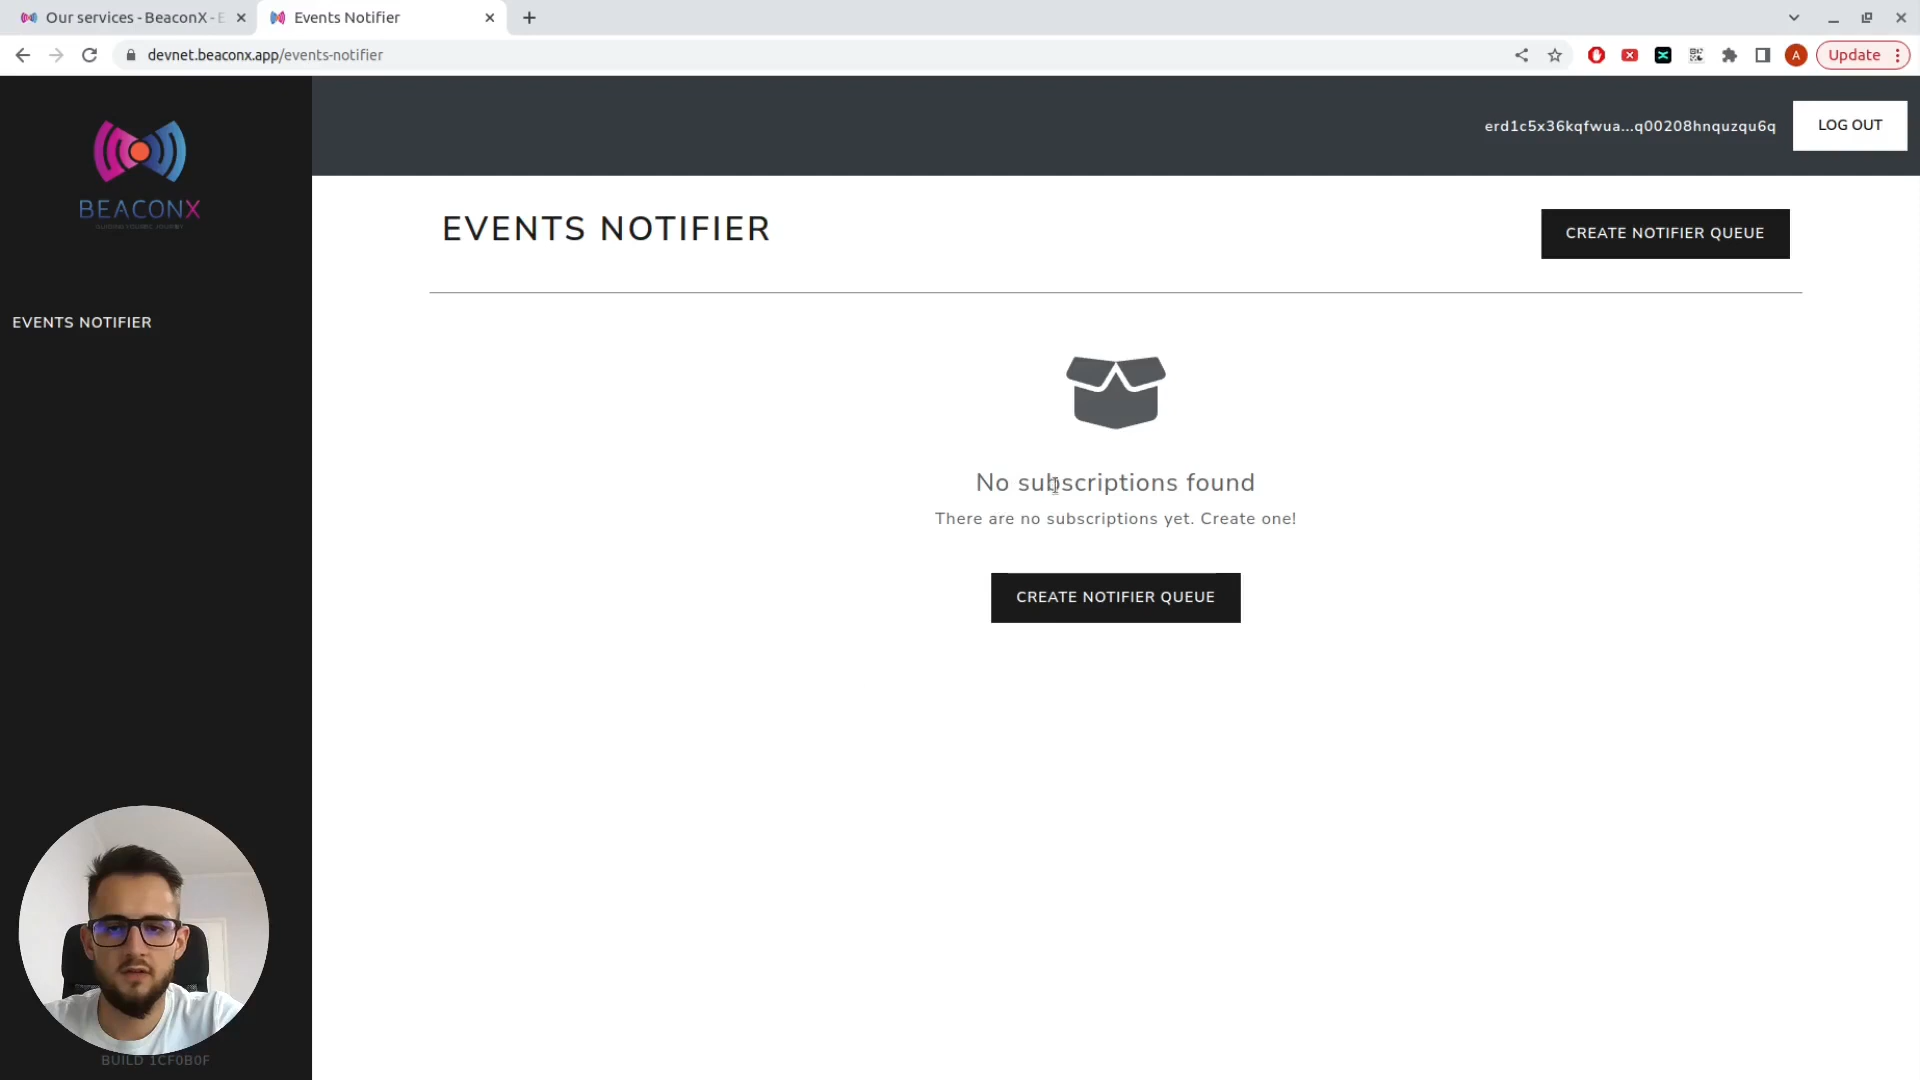 Our services - BeaconX - E
Events Notifier
devnet.beaconx.app/events-notifier
A
Update
BEACONX
erd1c5x36kqfwua...q00208hnquzqu6q
LOG OUT
EVENTS NOTIFIER
CREATE NOTIFIER QUEUE
EVENTS NOTIFIER
No subscriptions found
There are no subscriptions yet. Create one!
CREATE NOTIFIER QUEUE
BUILD 1CF0B0F